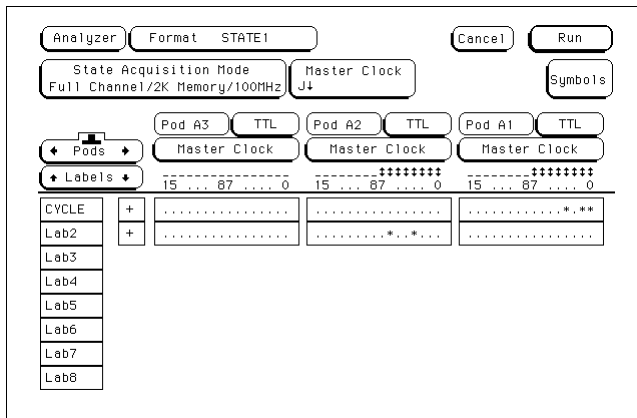 Analyzer Format STATE1 Cancel Run
State Acquisition Mode
Full Channel/2K Memory/100MHz
Master Clock
J↓
Symbols
Pod A3 TTL Pod A2 TTL Pod A1 TTL
← Pods → Master Clock Master Clock Master Clock
↑ Labels ↓
15 ... 87 .... 0 15 ... 87 .... 0 15 ... 87 .... 0
CYCLE + ................ ................ ............*.**
Lab2 + ................ .........*..*... ................
Lab3
Lab4
Lab5
Lab6
Lab7
Lab8